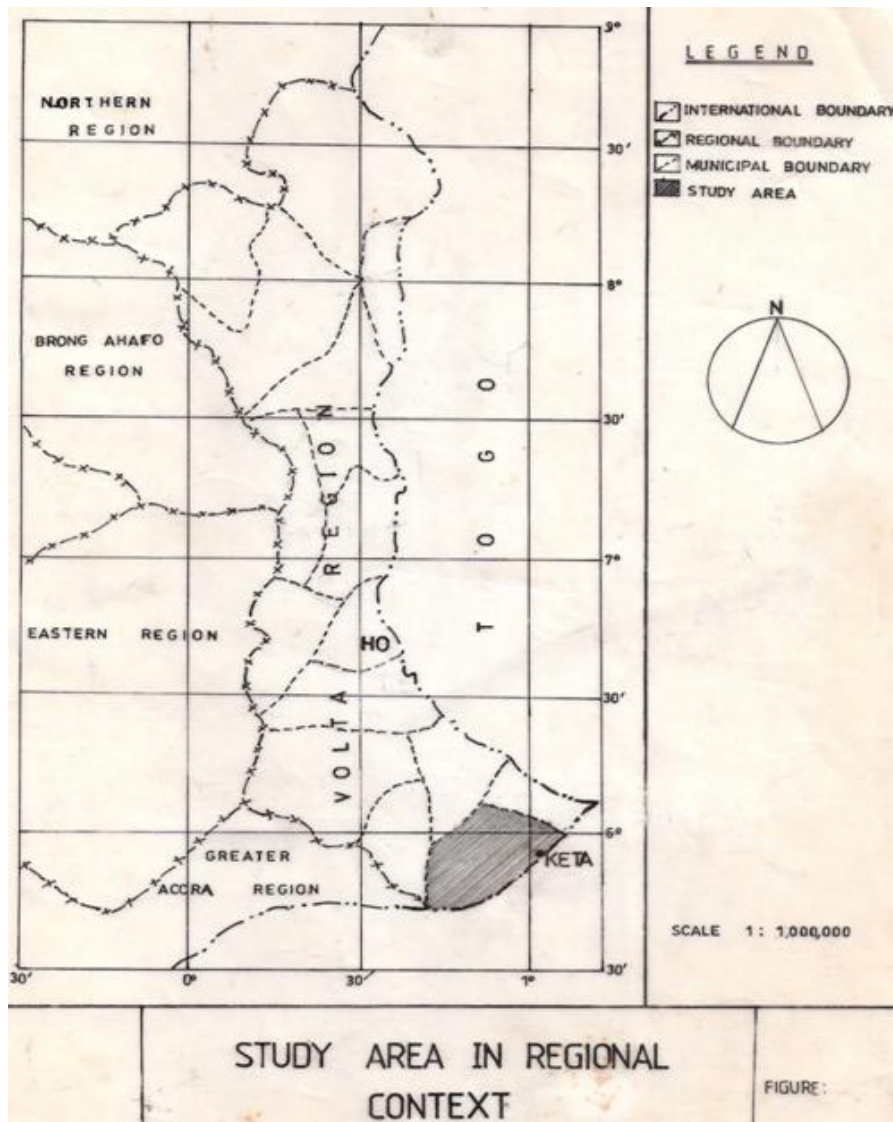 9°
LEGEND
NORTHERN
REGION
INTERNATIONAL BOUNDARY
REGIONAL BOUNDARY
MUNICIPAL BOUNDARY
STUDY AREA
30'
8°
N
BRONG AHAFO
REGION
TOGO
30'
VOLTA REGION
7°
EASTERN REGION
HO
30'
6°
GREATER
ACCRA REGION
KETA
SCALE 1: 1,000,000
30'
30' 0° 30' 1°
STUDY AREA IN REGIONAL
CONTEXT
FIGURE: